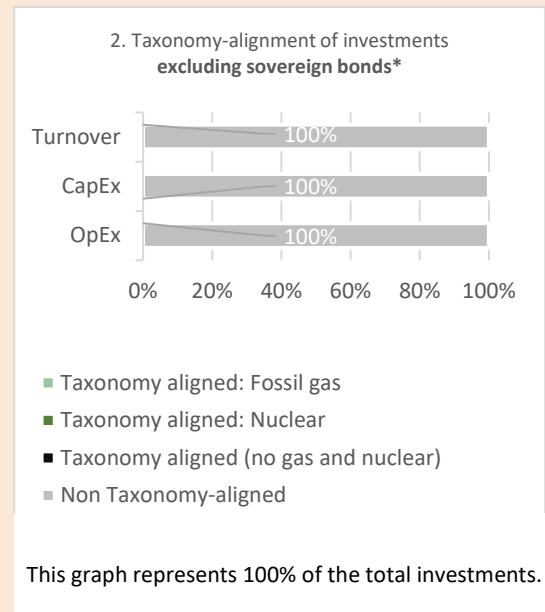 2. Taxonomy-alignment of investments
excluding sovereign bonds*
Turnover
100%
CapEx
100%
OpEx
100%
0% 20% 40% 60% 80% 100%
Taxonomy aligned: Fossil gas
Taxonomy aligned: Nuclear
Taxonomy aligned (no gas and nuclear)
Non Taxonomy-aligned
This graph represents 100% of the total investments.